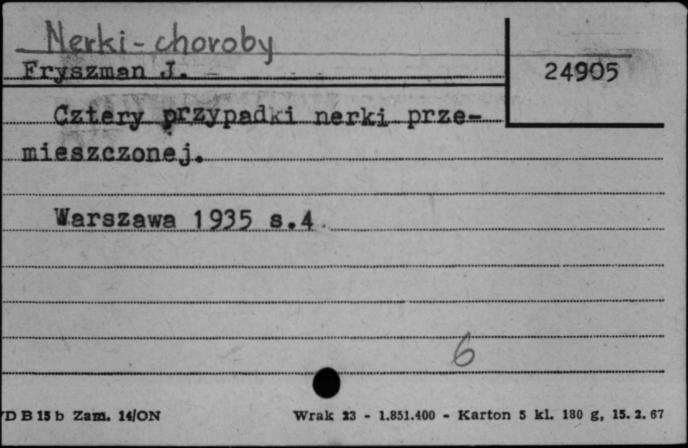 Nerki - choroby
Fryszman J.
24905
Cztery przypadki nerki prze-
mieszczonej.
Warszawa 1935 s.4.
6
D B 15 b Zam. 14/ON
Wrak 23 - 1.851.400 - Karton 5 kl. 180 g, 15. 2. 67